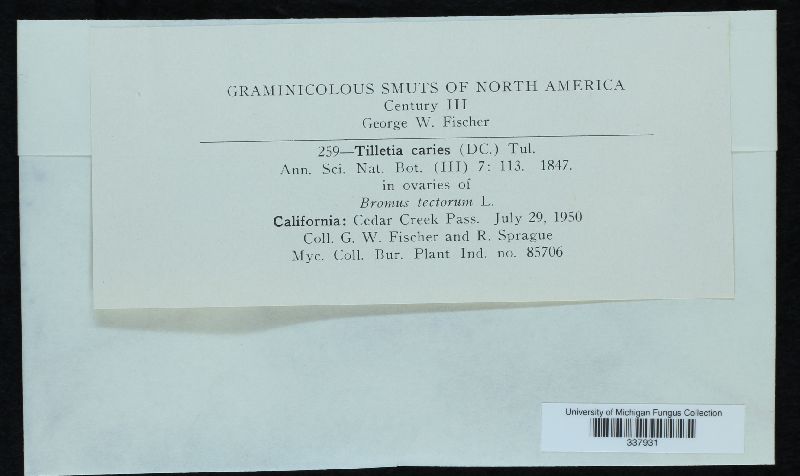 GRAMINICOLOUS SMUTS OF NORTH AMERICA
Century III
George W. Fischer
259—Tilletia caries (DC.) Tul.
Ann. Sci. Nat. Bot. (III) 7: 113. 1847.
in ovaries of
Bromus tectorum L.
California: Cedar Creek Pass. July 29, 1950
Coll. G. W. Fischer and R. Sprague
Myc. Coll. Bur. Plant Ind. no. 85706
University of Michigan Fungus Collection
337931